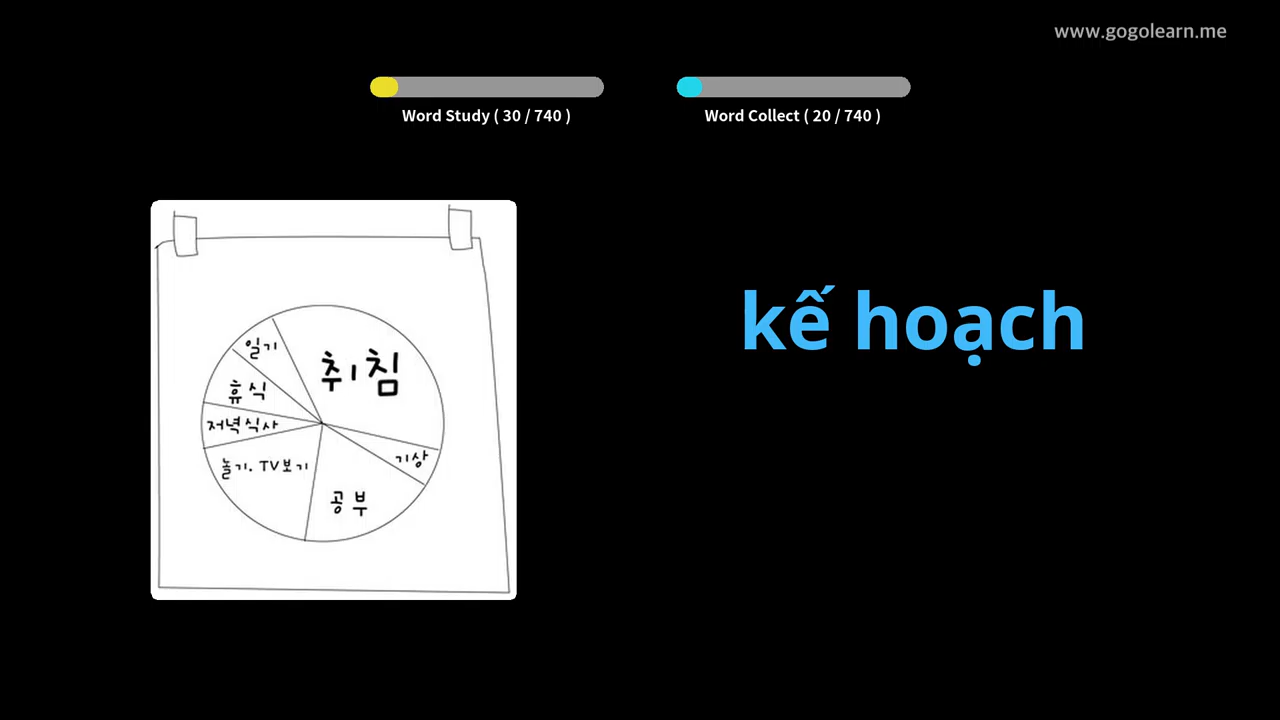 www.gogolearn.me
Word Study ( 30 / 740 )
Word Collect ( 20 / 740 )
일기
취침
휴식
저녁식사
놀기. TV보기
기상
공부
kế hoạch